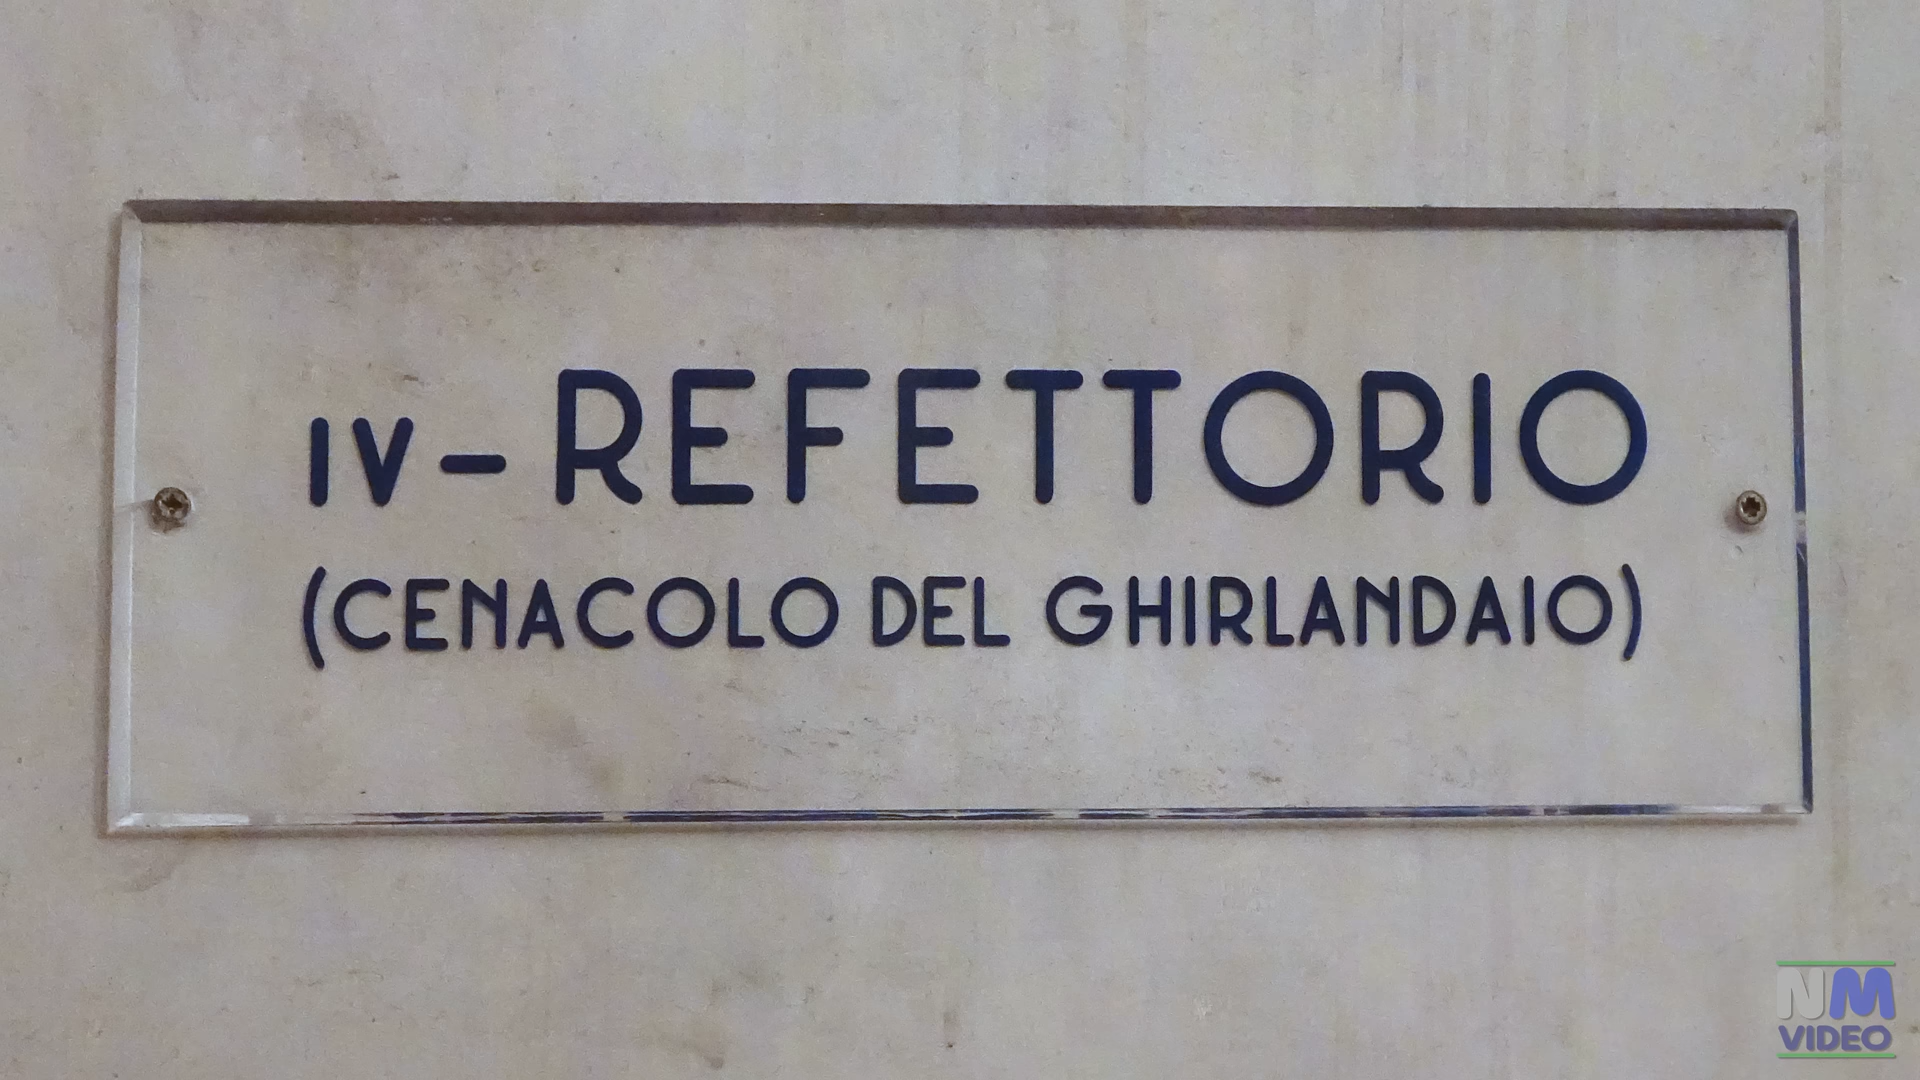 IV – REFETTORIO
(CENACOLO DEL GHIRLANDAIO)
NM
VIDEO